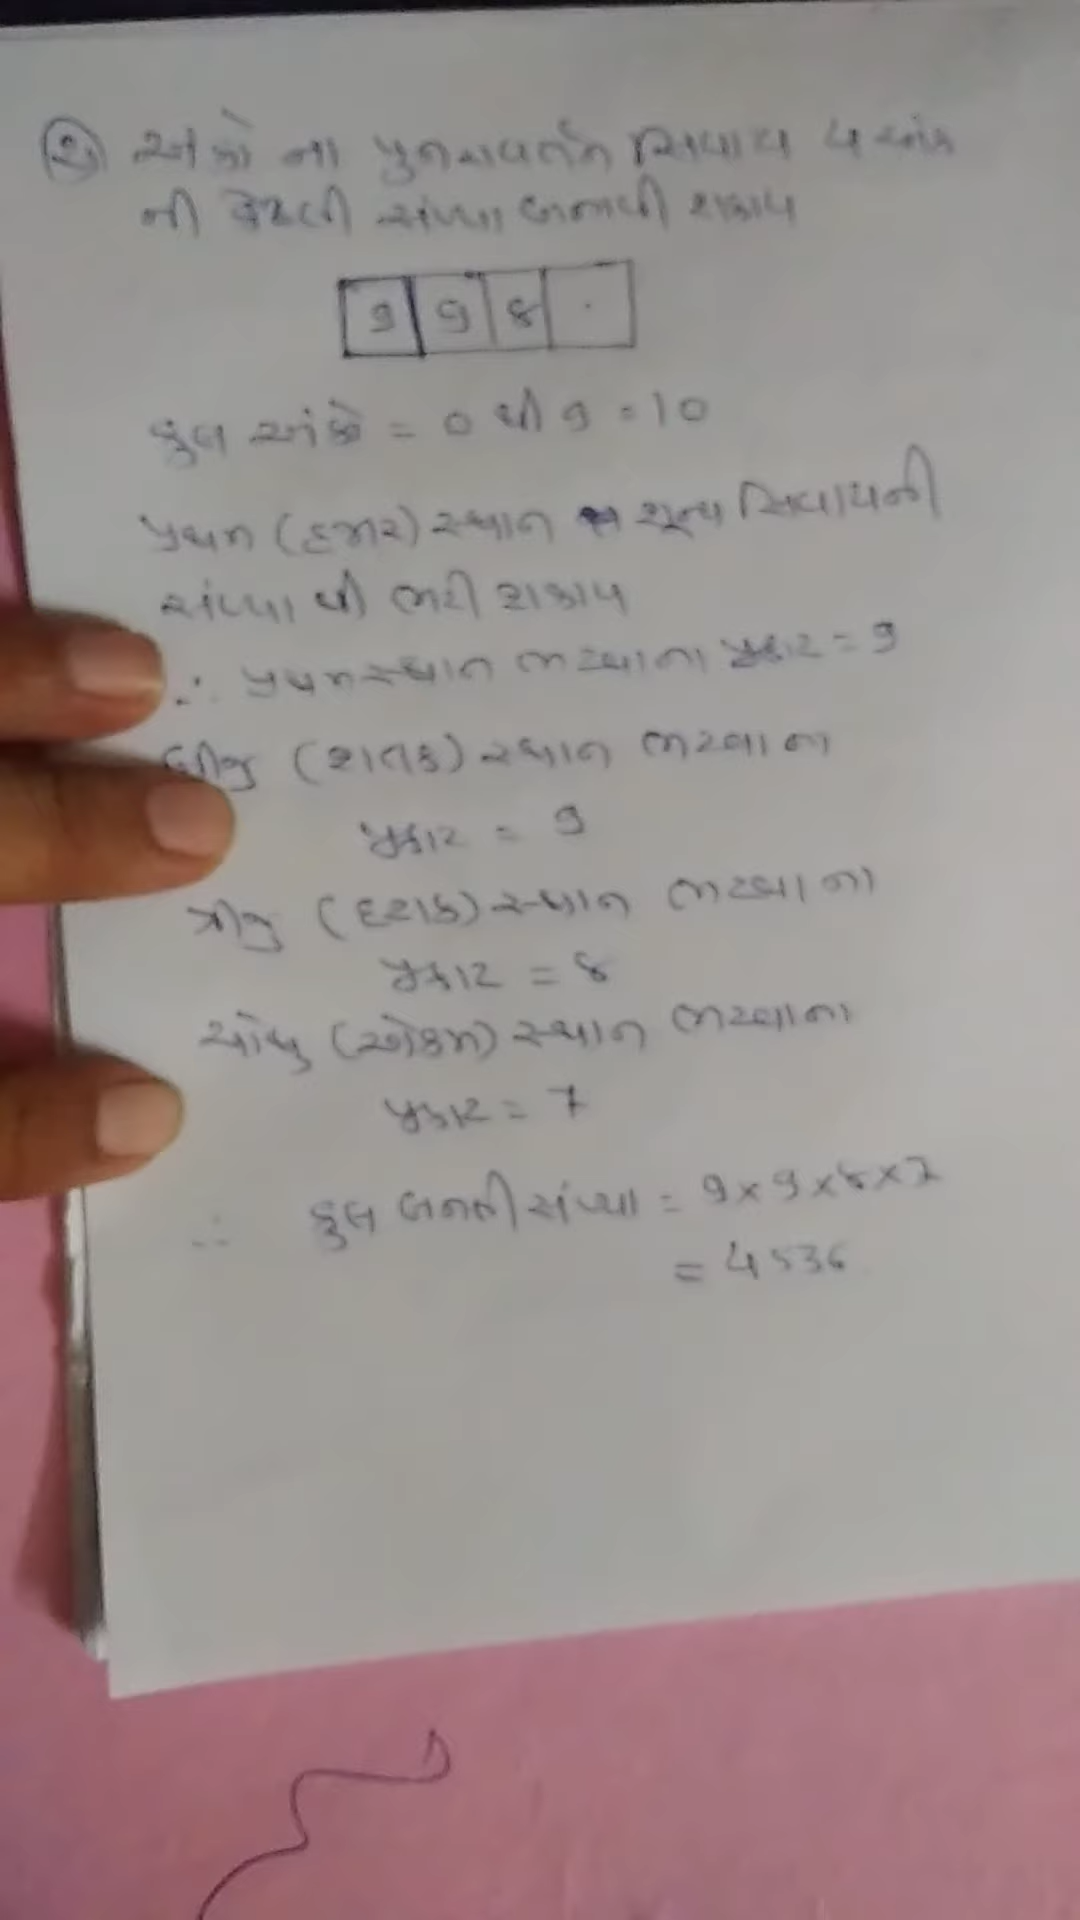 ② અંકો ના પુનરાવર્તન સિવાય 4 અંક
ની કેટલી સંખ્યા બનાવી શકાય
9 9 8 .
કુલ અંકો = 0 થી 9 = 10
પ્રથમ (હજાર) સ્થાન શૂન્ય સિવાયની
સંખ્યા થી ભરી શકાય
∴ પ્રથમ સ્થાન ભરવાના પ્રકાર = 9
બીજુ (શતક) સ્થાન ભરવાના
પ્રકાર = 9
ત્રીજુ (દશક) સ્થાન ભરવાના
પ્રકાર = 8
ચોથુ (એકમ) સ્થાન ભરવાના
પ્રકાર = 7
∴ કુલ બનતી સંખ્યા = 9 × 9 × 8 × 7
= 4536